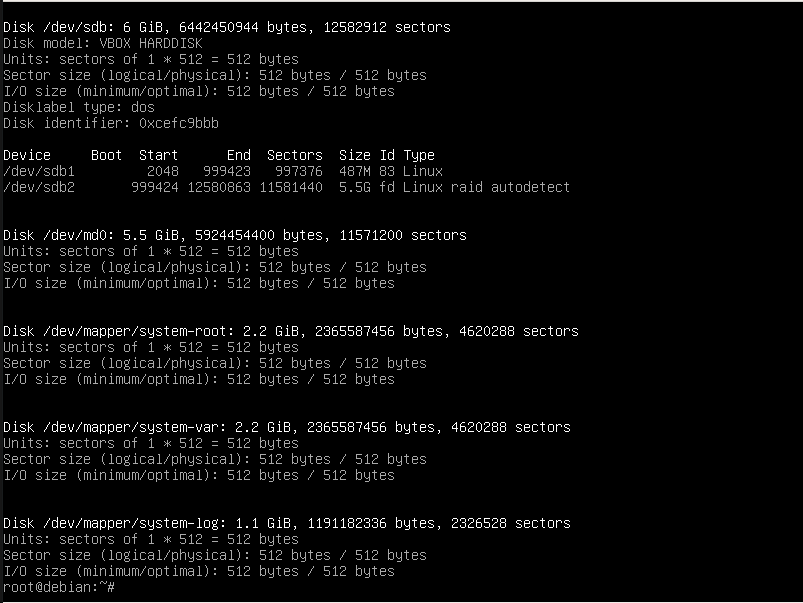 Disk /dev/sdb: 6 GiB, 6442450944 bytes, 12582912 sectors
Disk model: VBOX HARDDISK
Units: sectors of 1 * 512 = 512 bytes
Sector size (logical/physical): 512 bytes / 512 bytes
I/O size (minimum/optimal): 512 bytes / 512 bytes
Disklabel type: dos
Disk identifier: 0xcefc9bbb
Device     Boot  Start      End  Sectors  Size Id Type
/dev/sdb1         2048   999423   997376  487M 83 Linux
/dev/sdb2       999424 12580863 11581440  5.5G fd Linux raid autodetect
Disk /dev/md0: 5.5 GiB, 5924454400 bytes, 11571200 sectors
Units: sectors of 1 * 512 = 512 bytes
Sector size (logical/physical): 512 bytes / 512 bytes
I/O size (minimum/optimal): 512 bytes / 512 bytes
Disk /dev/mapper/system-root: 2.2 GiB, 2365587456 bytes, 4620288 sectors
Units: sectors of 1 * 512 = 512 bytes
Sector size (logical/physical): 512 bytes / 512 bytes
I/O size (minimum/optimal): 512 bytes / 512 bytes
Disk /dev/mapper/system-var: 2.2 GiB, 2365587456 bytes, 4620288 sectors
Units: sectors of 1 * 512 = 512 bytes
Sector size (logical/physical): 512 bytes / 512 bytes
I/O size (minimum/optimal): 512 bytes / 512 bytes
Disk /dev/mapper/system-log: 1.1 GiB, 1191182336 bytes, 2326528 sectors
Units: sectors of 1 * 512 = 512 bytes
Sector size (logical/physical): 512 bytes / 512 bytes
I/O size (minimum/optimal): 512 bytes / 512 bytes
root@debian:~#